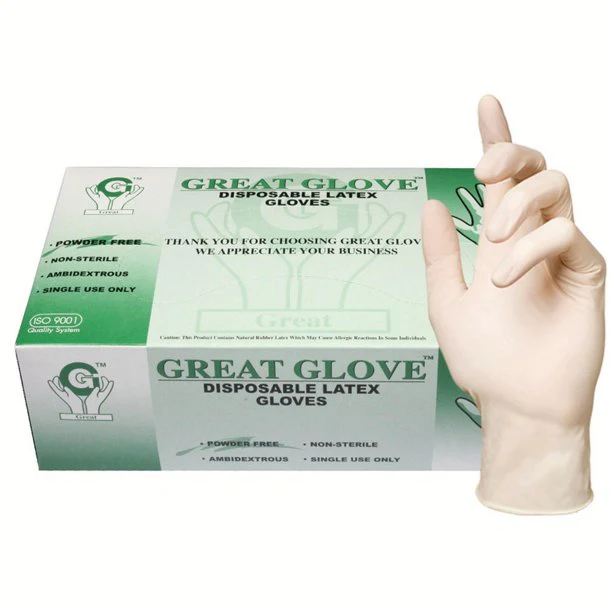 G™
Great
GREAT GLOVE™
DISPOSABLE LATEX
GLOVES
• POWDER FREE
• NON-STERILE
• AMBIDEXTROUS
• SINGLE USE ONLY
THANK YOU FOR CHOOSING GREAT GLOV
WE APPRECIATE YOUR BUSINESS
Great
ISO 9001
Quality System
Caution: This Product Contains Natural Rubber Latex Which May Cause Allergic Reactions In Some Individuals
G™
Great
GREAT GLOVE™
DISPOSABLE LATEX
GLOVES
• POWDER FREE • NON-STERILE
• AMBIDEXTROUS • SINGLE USE ONLY